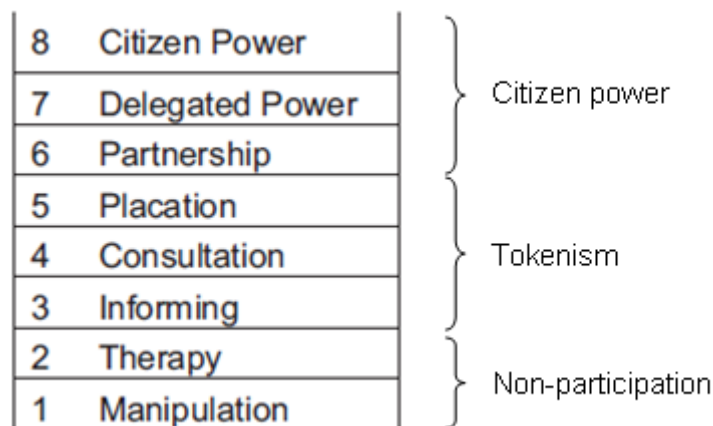 8 Citizen Power
7 Delegated Power
6 Partnership
5 Placation
4 Consultation
3 Informing
2 Therapy
1 Manipulation
Citizen power
Tokenism
Non-participation